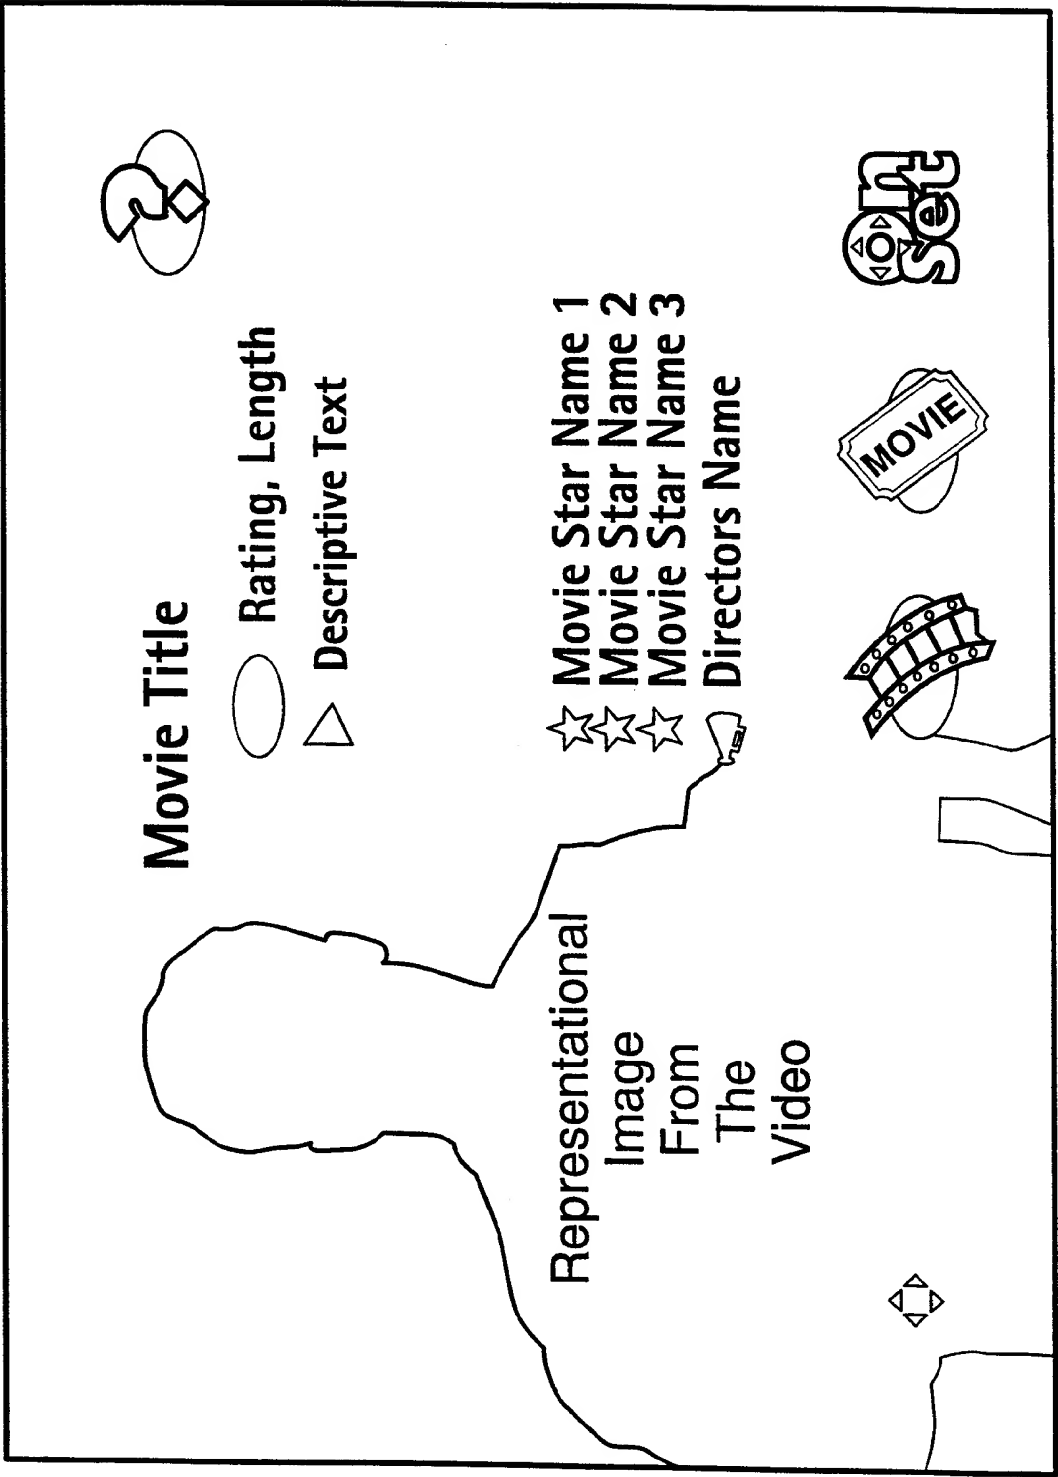 Movie Title
Rating, Length
Descriptive Text
Movie Star Name 1
Movie Star Name 2
Movie Star Name 3
Directors Name
Representational
Image
From
The
Video
MOVIE
on
set
?